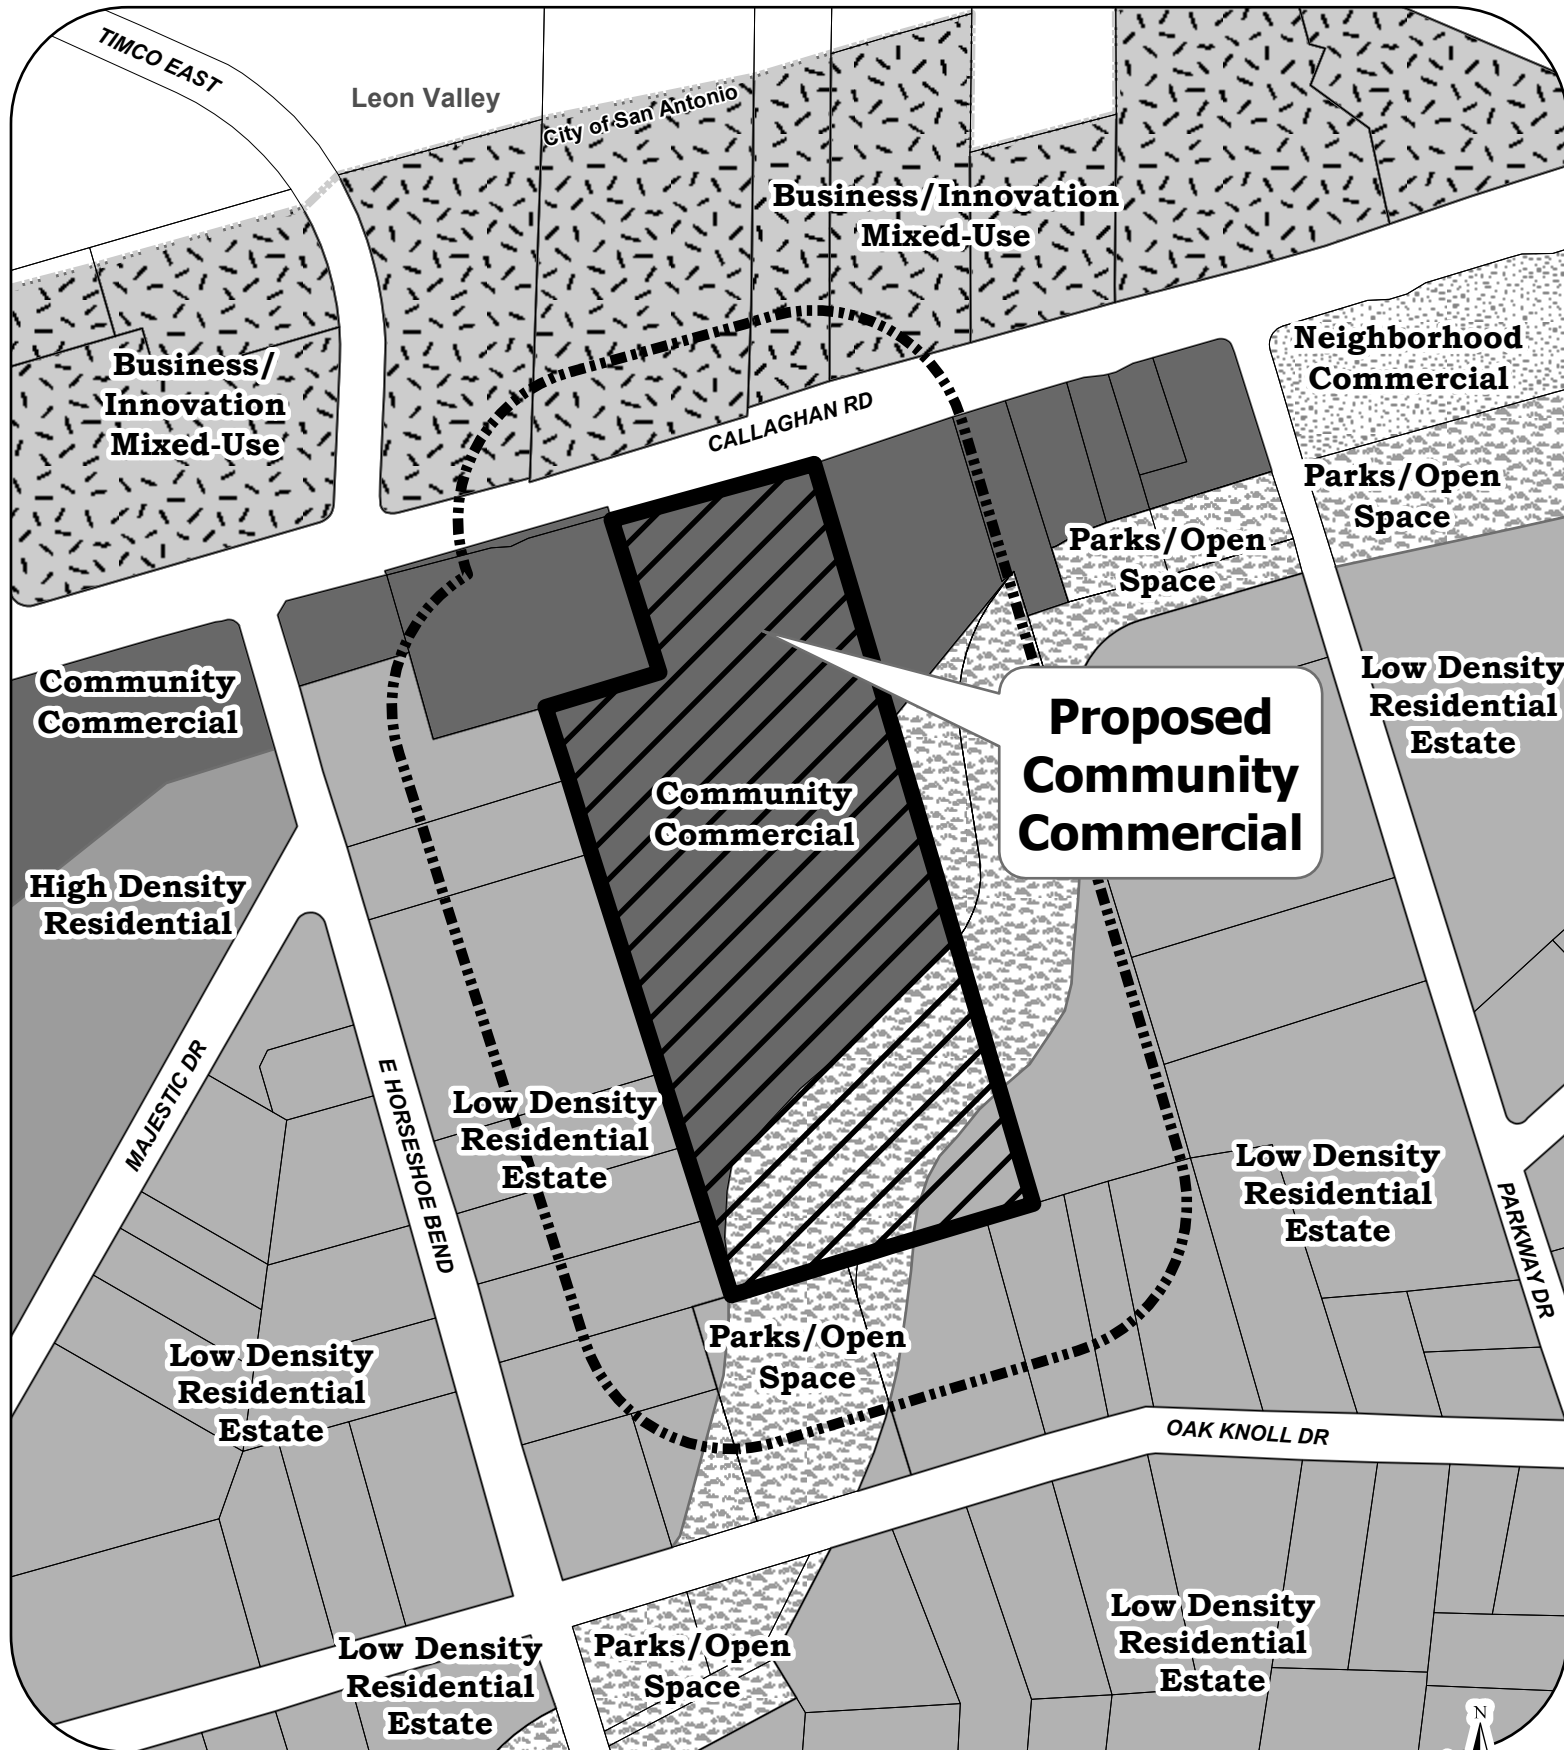 TIMCO EAST
Leon Valley
City of San Antonio
Business/Innovation
Mixed-Use
Neighborhood
Commercial
Business/
Innovation
Mixed-Use
CALLAGHAN RD
Parks/Open
Space
Parks/Open
Space
Community
Commercial
Low Density
Residential
Estate
Proposed
Community
Commercial
Community
Commercial
High Density
Residential
MAJESTIC DR
E HORSESHOE BEND
Low Density
Residential
Estate
Low Density
Residential
Estate
PARKWAY DR
Parks/Open
Space
Low Density
Residential
Estate
OAK KNOLL DR
Low Density
Residential
Estate
Parks/Open
Space
Low Density
Residential
Estate
N